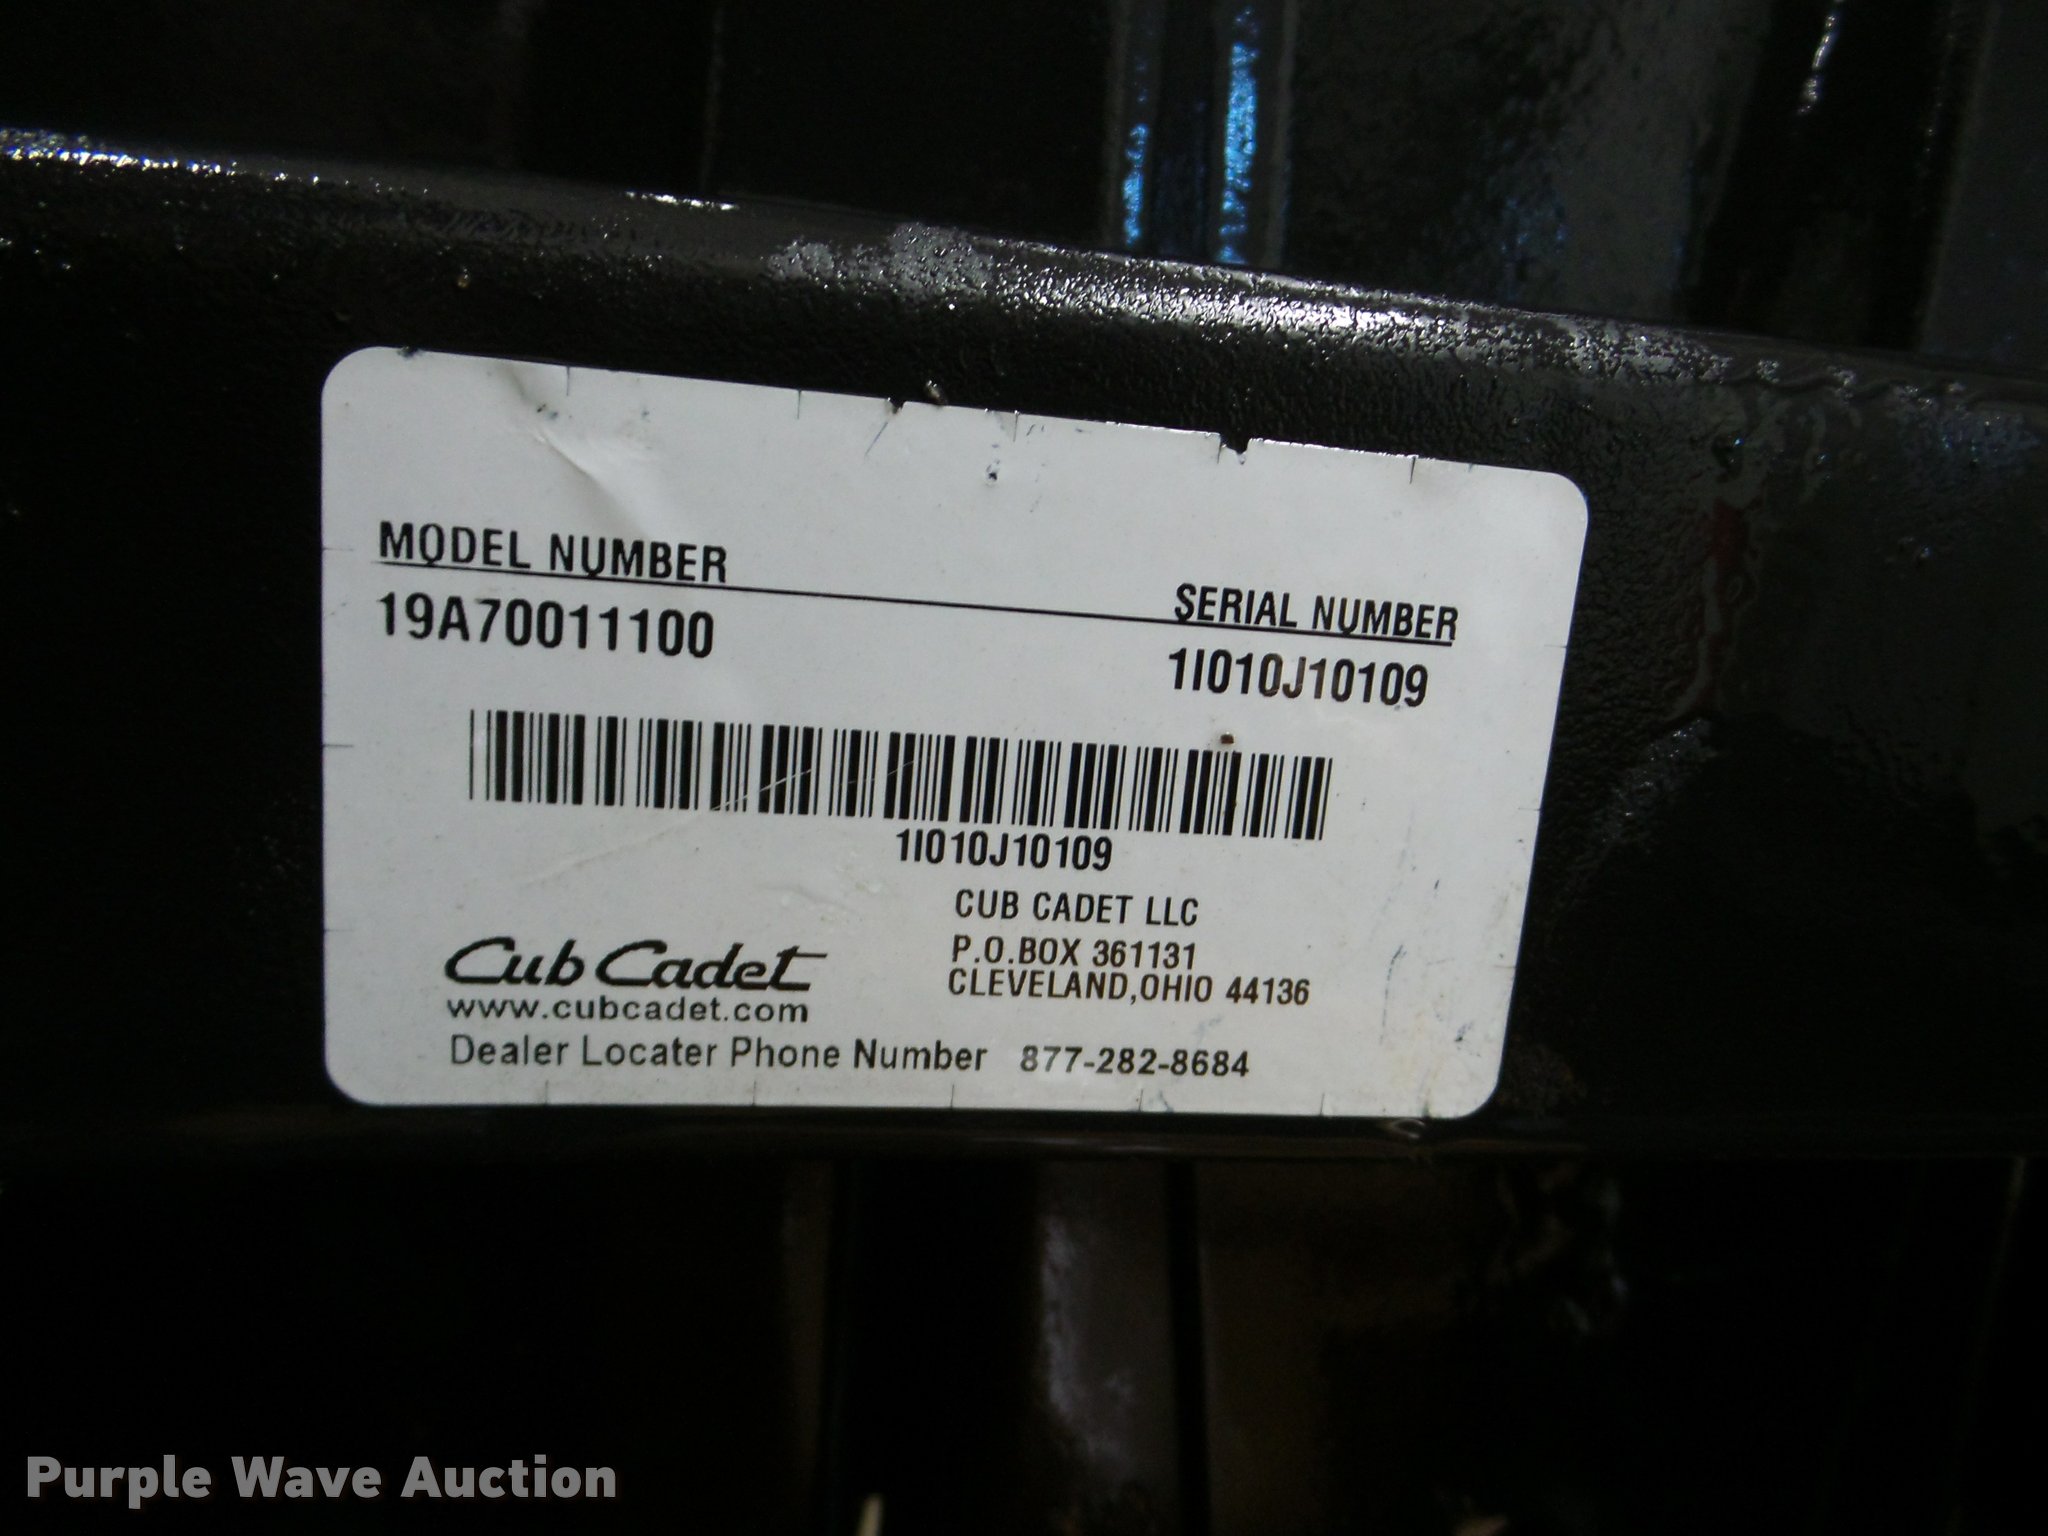 MODEL NUMBER
SERIAL NUMBER
19A70011100
1I010J10109
1I010J10109
CUB CADET LLC
P.O.BOX 361131
CLEVELAND,OHIO 44136
Cub Cadet
www.cubcadet.com
Dealer Locater Phone Number 877-282-8684
Purple Wave Auction